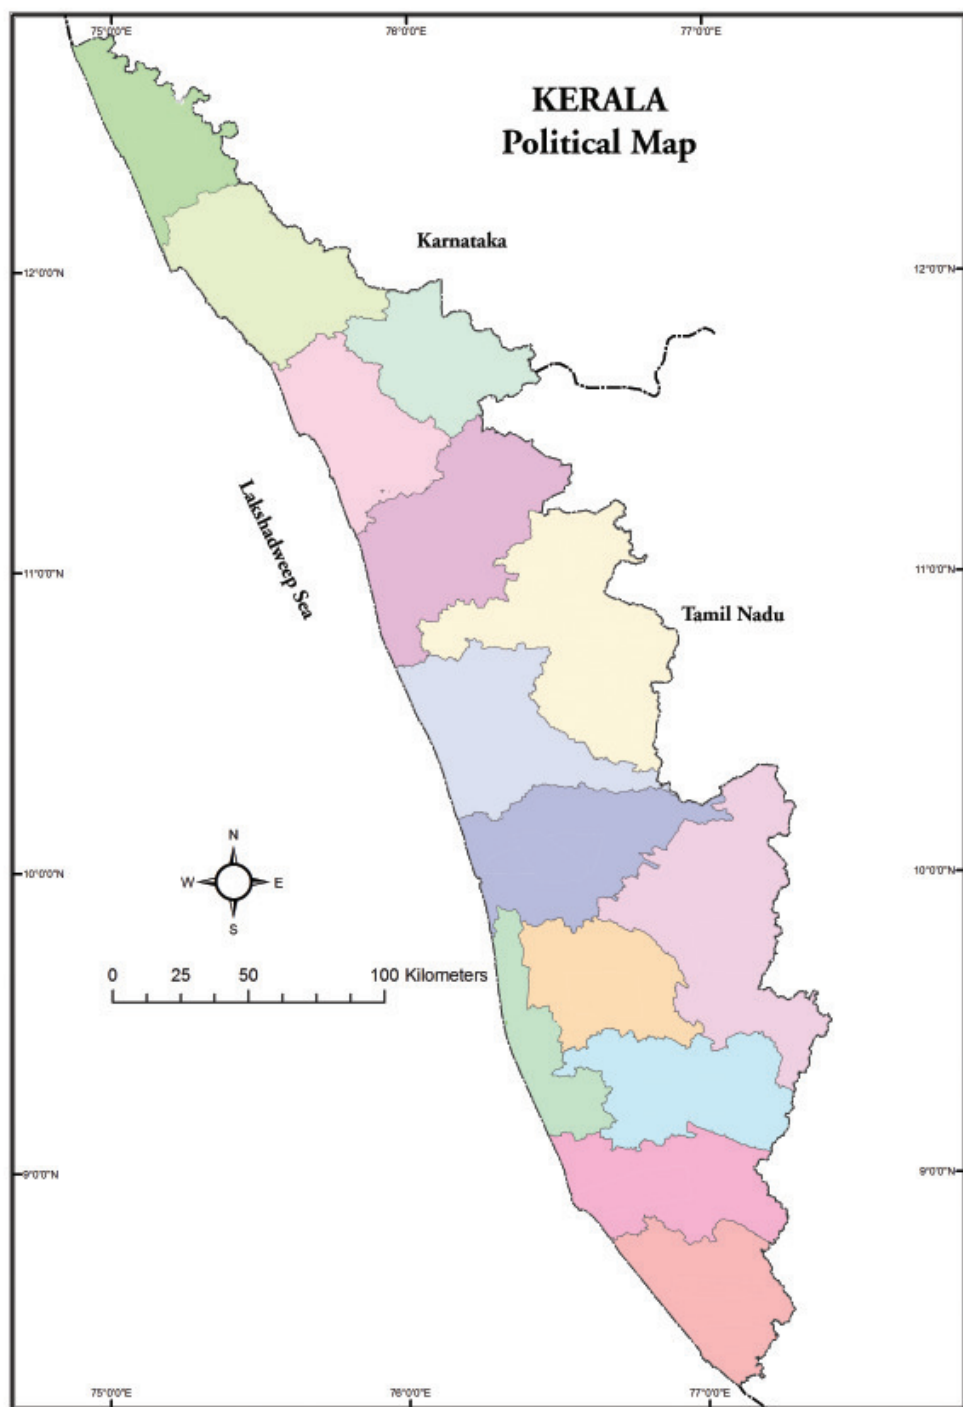 75°0'0"E 76°0'0"E 77°0'0"E
KERALA
Political Map
Karnataka
12°0'0"N 12°0'0"N
Lakshadweep Sea
11°0'0"N 11°0'0"N
Tamil Nadu
N
W E
S
10°0'0"N 10°0'0"N
0 25 50 100 Kilometers
9°0'0"N 9°0'0"N
75°0'0"E 76°0'0"E 77°0'0"E